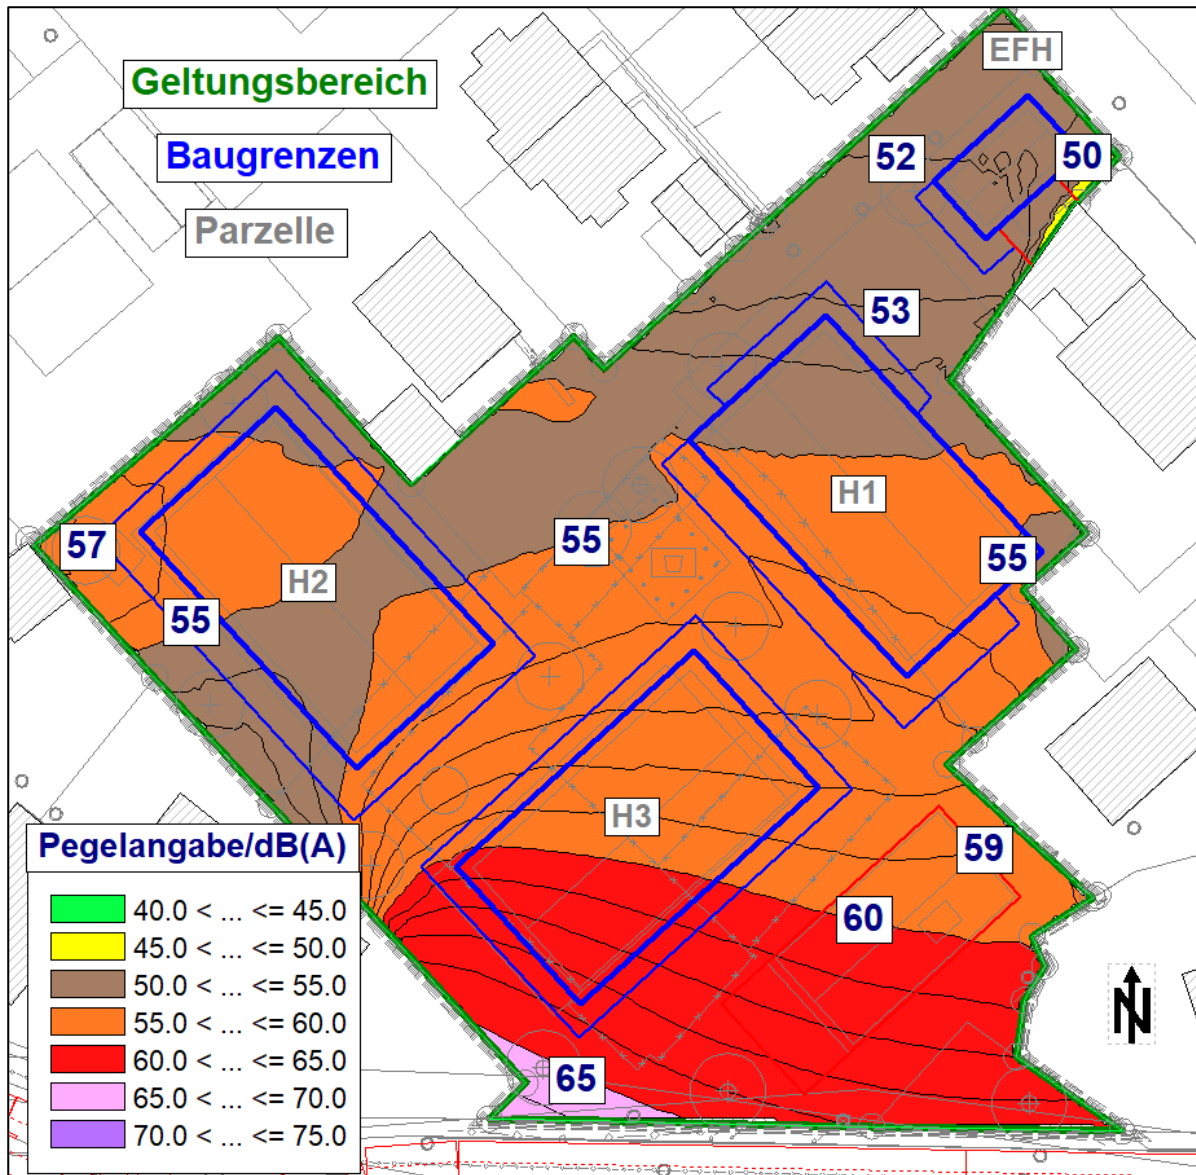 EFH
Geltungsbereich
Baugrenzen
52
50
Parzelle
53
H1
57
55
55
H2
55
H3
59
60
65
N
Pegelangabe/dB(A)
40.0 < ... <= 45.0
45.0 < ... <= 50.0
50.0 < ... <= 55.0
55.0 < ... <= 60.0
60.0 < ... <= 65.0
65.0 < ... <= 70.0
70.0 < ... <= 75.0